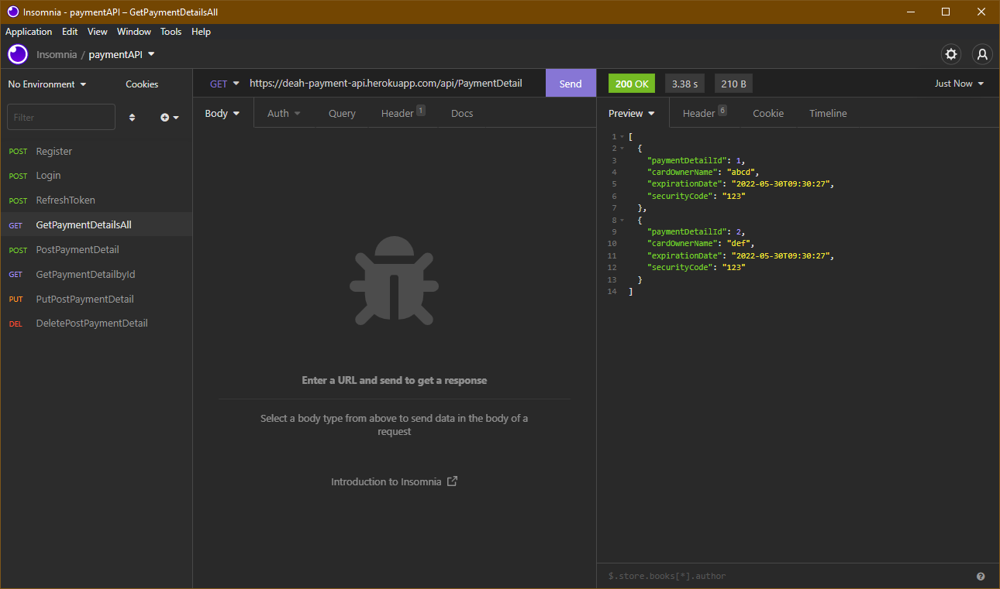 Insomnia - paymentAPI – GetPaymentDetailsAll
Application Edit View Window Tools Help
Insomnia / paymentAPI
No Environment Cookies
Filter
POST Register
POST Login
POST RefreshToken
GET GetPaymentDetailsAll
POST PostPaymentDetail
GET GetPaymentDetailbyId
PUT PutPostPaymentDetail
DEL DeletePostPaymentDetail
GET https://deah-payment-api.herokuapp.com/api/PaymentDetail Send
Body Auth Query Header 1 Docs
Enter a URL and send to get a response
Select a body type from above to send data in the body of a
request
Introduction to Insomnia
200 OK 3.38 s 210 B Just Now
Preview Header 6 Cookie Timeline
1 [
2 {
3 "paymentDetailId": 1,
4 "cardOwnerName": "abcd",
5 "expirationDate": "2022-05-30T09:30:27",
6 "securityCode": "123"
7 },
8 {
9 "paymentDetailId": 2,
10 "cardOwnerName": "def",
11 "expirationDate": "2022-05-30T09:30:27",
12 "securityCode": "123"
13 }
14 ]
$.store.books[*].author